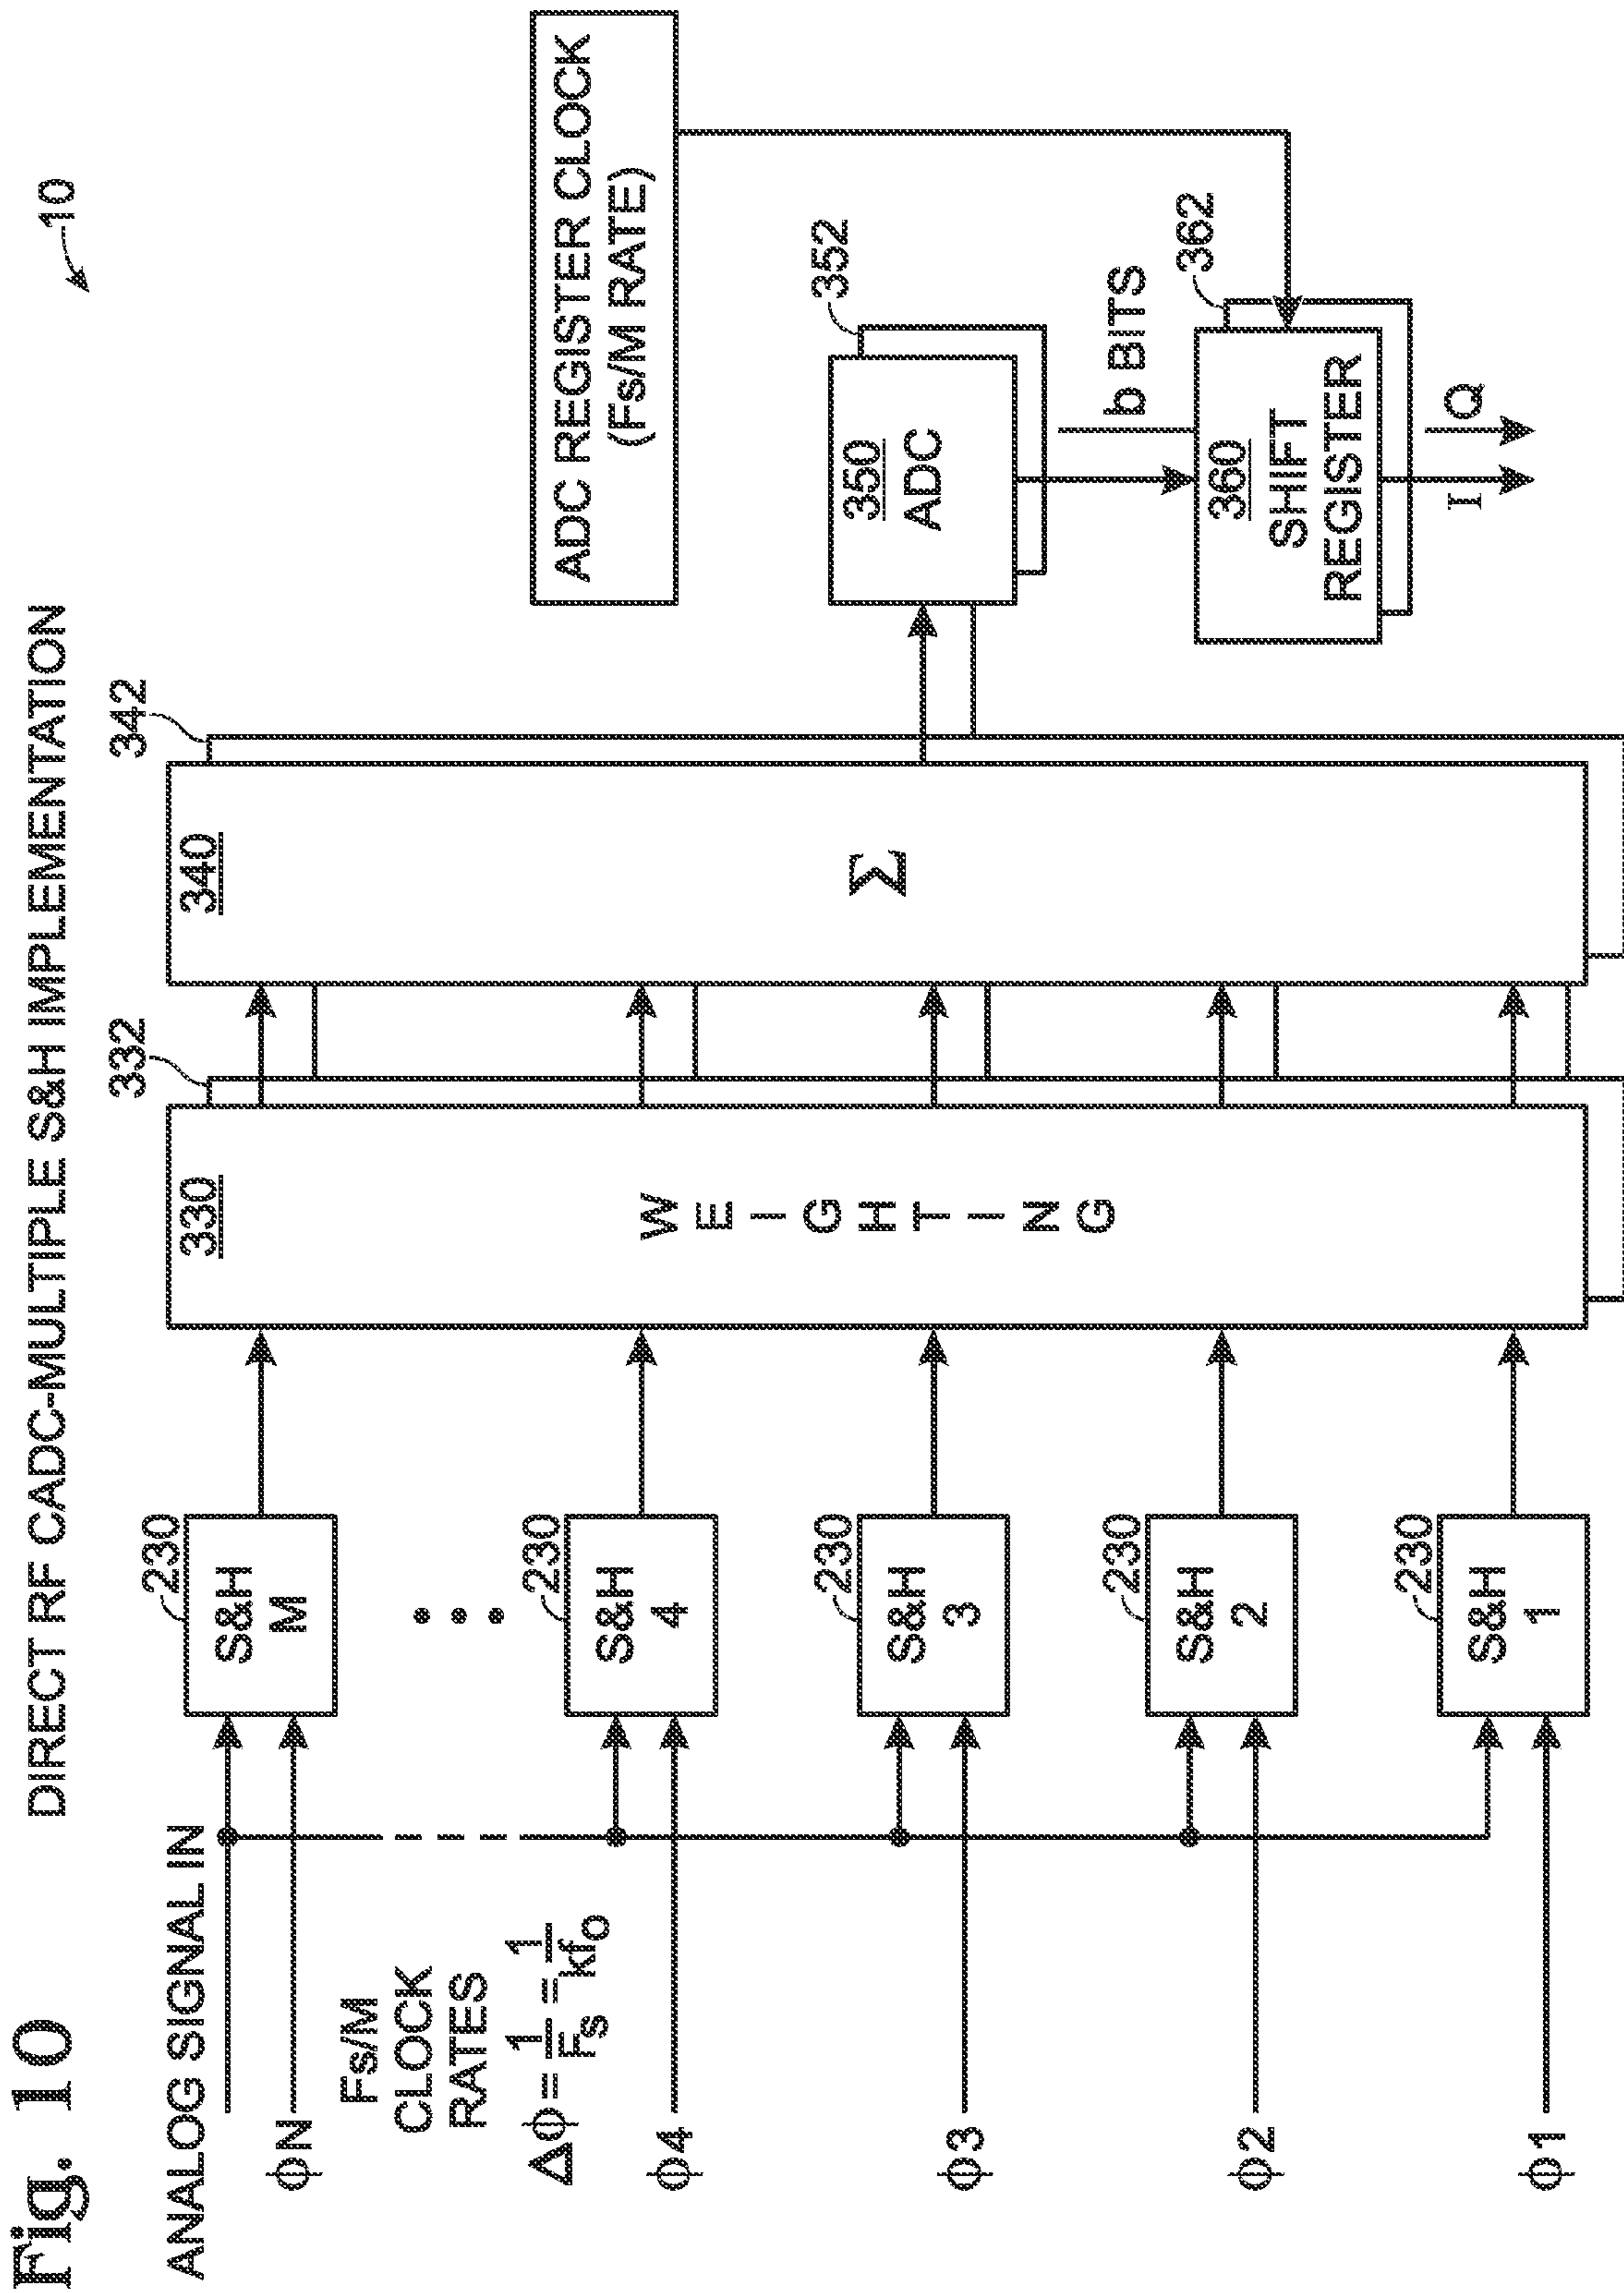 Fig. 10
DIRECT RF CADC-MULTIPLE S&H IMPLEMENTATION
10
ANALOG SIGNAL IN
ΦN
Fs/M
CLOCK
RATES
ΔΦ = 1/Fs = 1/kfo
Φ4
Φ3
Φ2
Φ1
230
S&H
M
230
S&H
4
230
S&H
3
230
S&H
2
230
S&H
1
332
330
WEIGHTING
342
340
Σ
ADC REGISTER CLOCK
(Fs/M RATE)
352
350
ADC
b BITS
362
360
SHIFT
REGISTER
I
Q